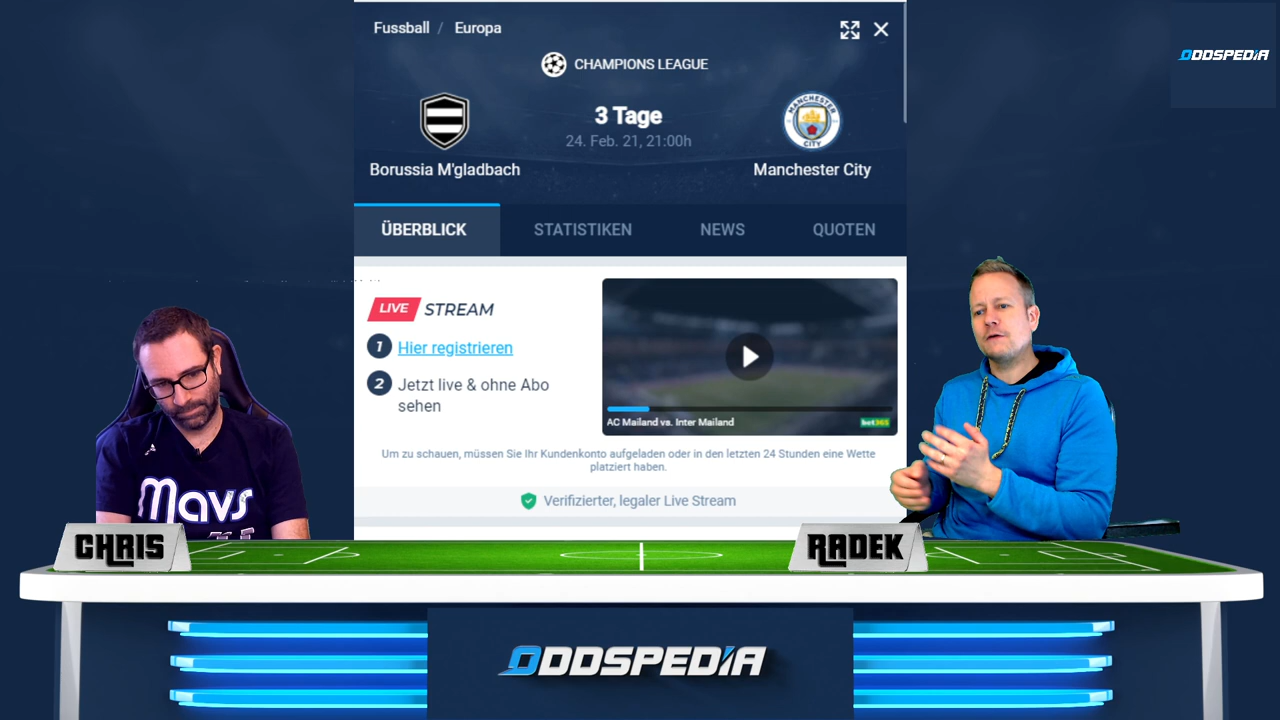 Fussball / Europa
CHAMPIONS LEAGUE
ODDSPEDIA
MANCHESTER
CITY
3 Tage
24. Feb. 21, 21:00h
Borussia M'gladbach
Manchester City
ÜBERBLICK
STATISTIKEN
NEWS
QUOTEN
LIVE STREAM
1 Hier registrieren
2 Jetzt live & ohne Abo
sehen
AC Mailand vs. Inter Mailand
bet365
Um zu schauen, müssen Sie Ihr Kundenkonto aufgeladen oder in den letzten 24 Stunden eine Wette
platziert haben.
Verifizierter, legaler Live Stream
Mavs
CHRIS
RADEK
ODDSPEDIA